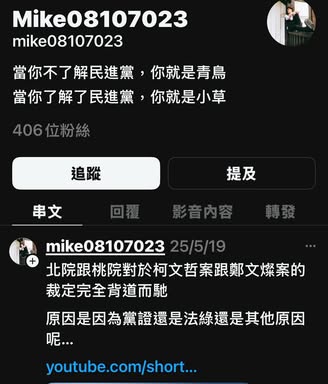 Mike08107023
mike08107023
當你不了解民進黨，你就是青鳥
當你了解了民進黨，你就是小草
406位粉絲
追蹤
提及
串文
回覆
影音內容
轉發
mike08107023 25/5/19
北院跟桃院對於柯文哲案跟鄭文燦案的
裁定完全背道而馳
原因是因為黨證還是法綠還是其他原因
呢...
youtube.com/short...